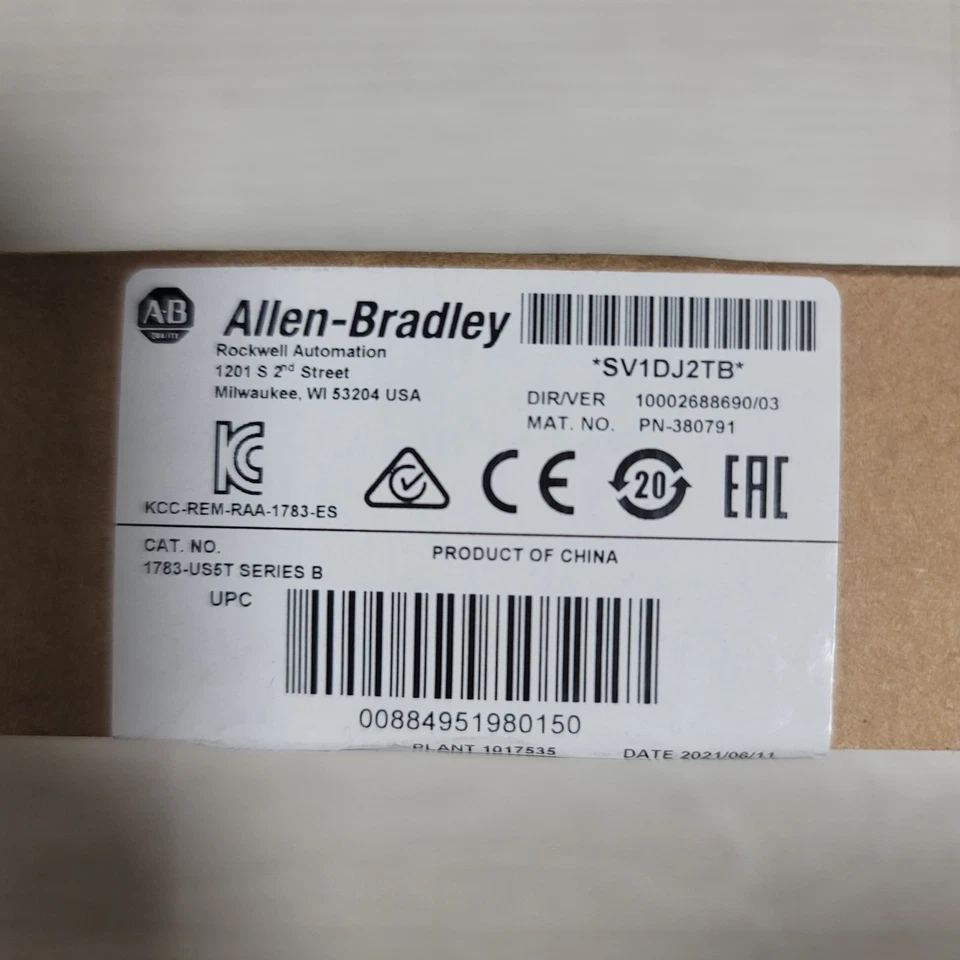 A-B
QUALITY
Allen-Bradley
Rockwell Automation
1201 S 2nd Street
Milwaukee, WI 53204 USA
*SV1DJ2TB*
DIR/VER 10002688690/03
MAT. NO. PN-380791
KC
KCC-REM-RAA-1783-ES
CE
20
EAC
CAT. NO.
1783-US5T SERIES B
PRODUCT OF CHINA
UPC
00884951980150
PLANT 1017535
DATE 2021/06/11